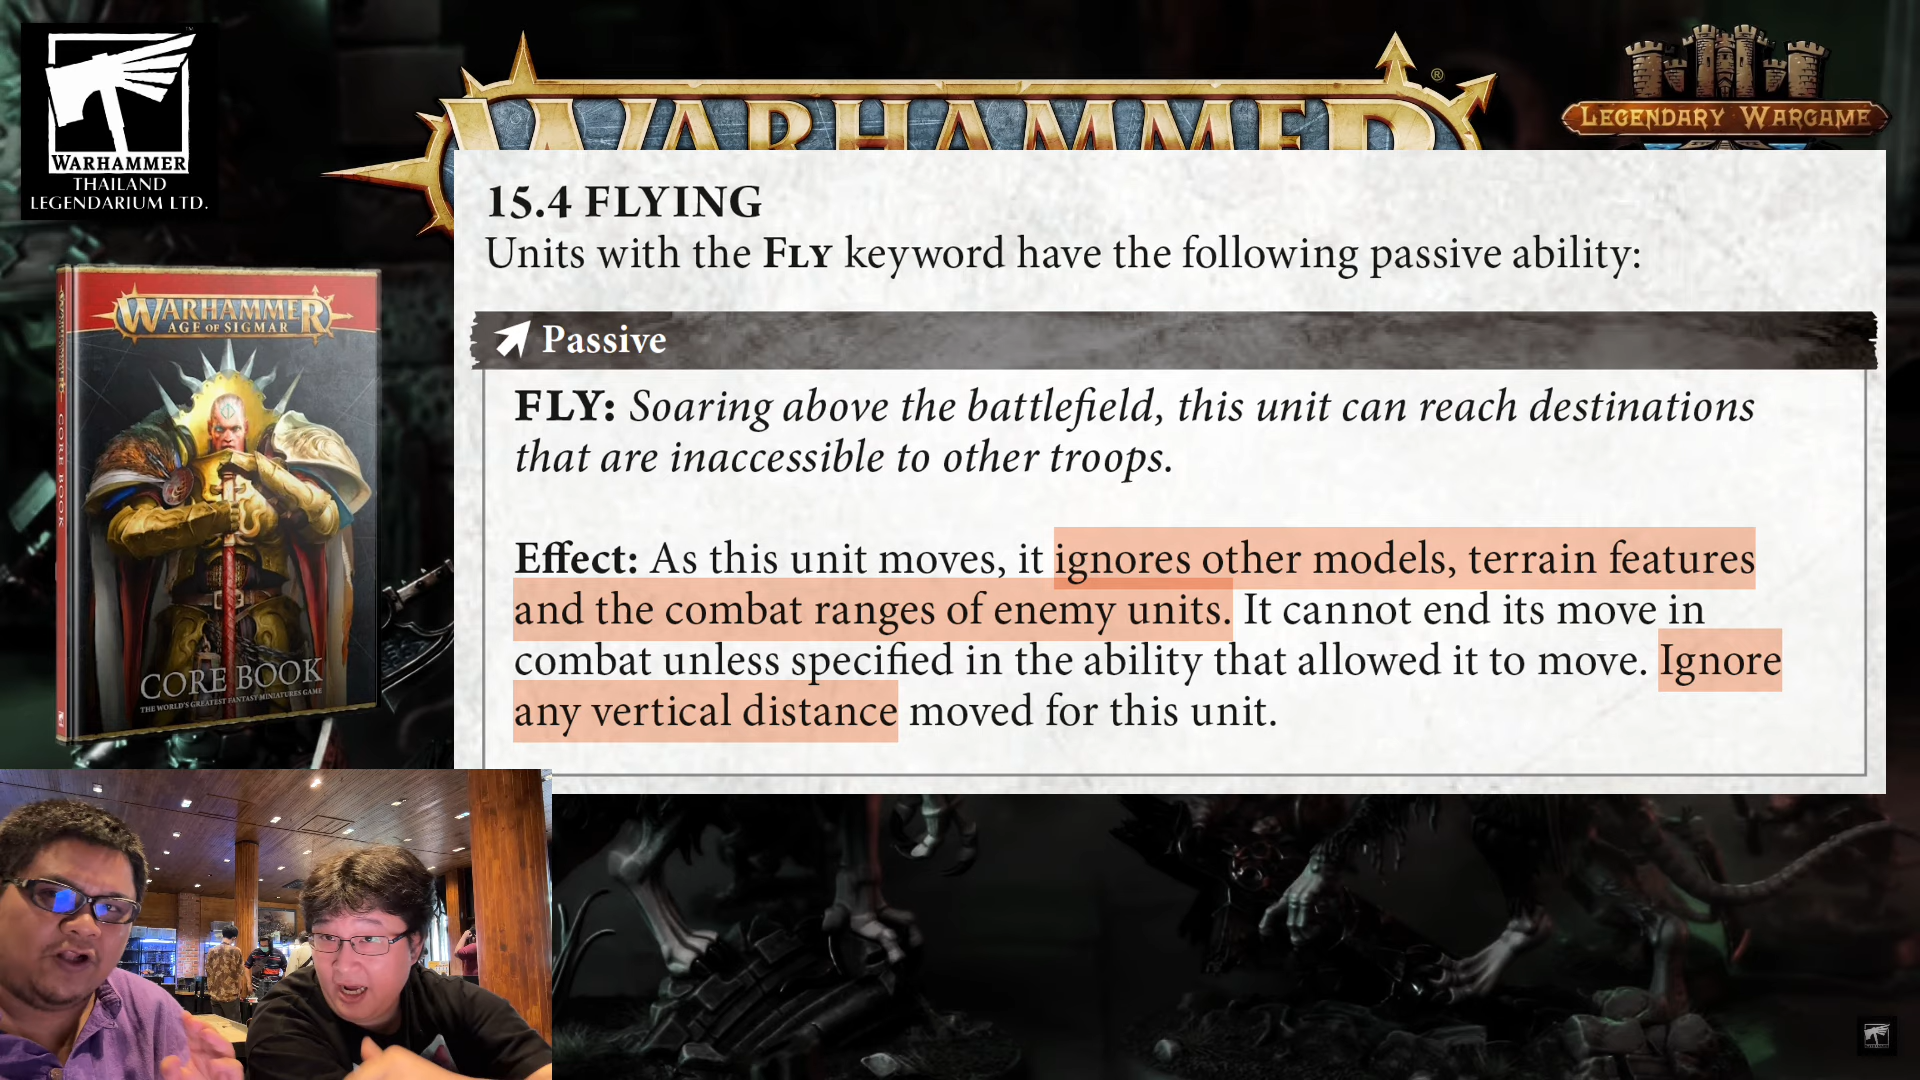 WARHAMMER
THAILAND
LEGENDARIUM LTD.
WARHAMMER
®
LEGENDARY WARGAME
15.4 FLYING
Units with the FLY keyword have the following passive ability:
Passive
FLY: Soaring above the battlefield, this unit can reach destinations
that are inaccessible to other troops.
Effect: As this unit moves, it ignores other models, terrain features
and the combat ranges of enemy units. It cannot end its move in
combat unless specified in the ability that allowed it to move. Ignore
any vertical distance moved for this unit.
WARHAMMER
AGE OF SIGMAR
CORE BOOK
THE WORLD'S GREATEST FANTASY MINIATURES GAME
CORE BOOK